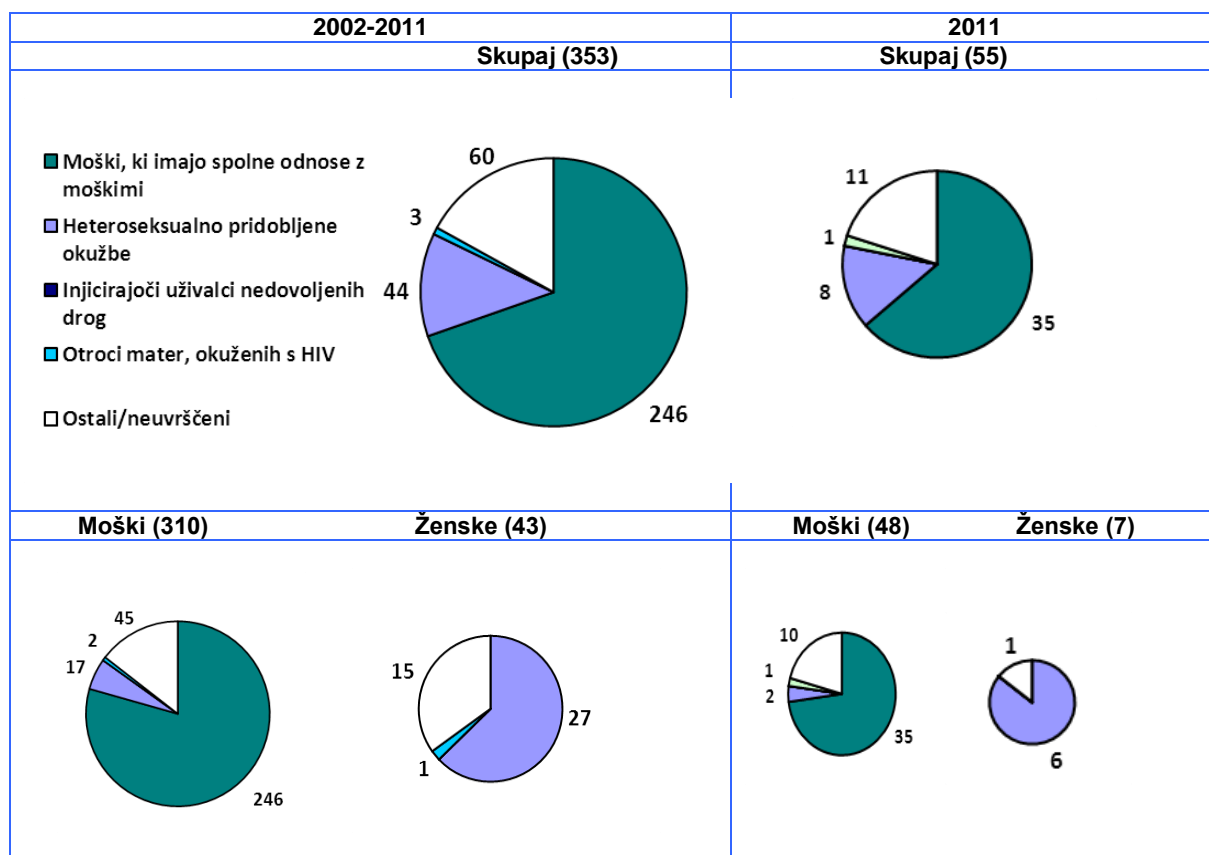 2002-2011
2011
Skupaj (353)
Skupaj (55)
Moški, ki imajo spolne odnose z
moškimi
Heteroseksualno pridobljene
okužbe
Injicirajoči uživalci nedovoljenih
drog
Otroci mater, okuženih s HIV
Ostali/neuvrščeni
60
3
44
246
11
1
8
35
Moški (310)
Ženske (43)
Moški (48)
Ženske (7)
45
2
17
246
15
27
1
10
1
2
35
1
6